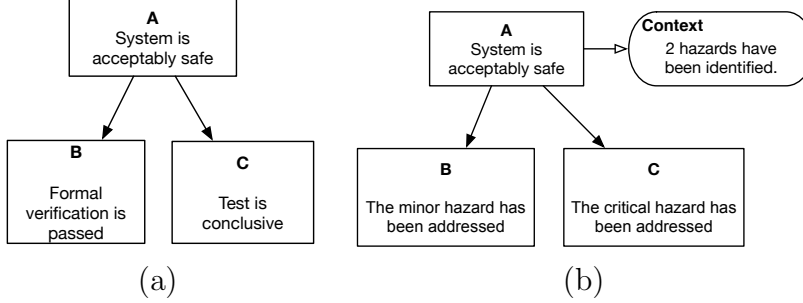 A
System is
acceptably safe
B
Formal
verification is
passed
C
Test is
conclusive
(a)
A
System is
acceptably safe
Context
2 hazards have
been identified.
B
The minor hazard has
been addressed
C
The critical hazard has
been addressed
(b)